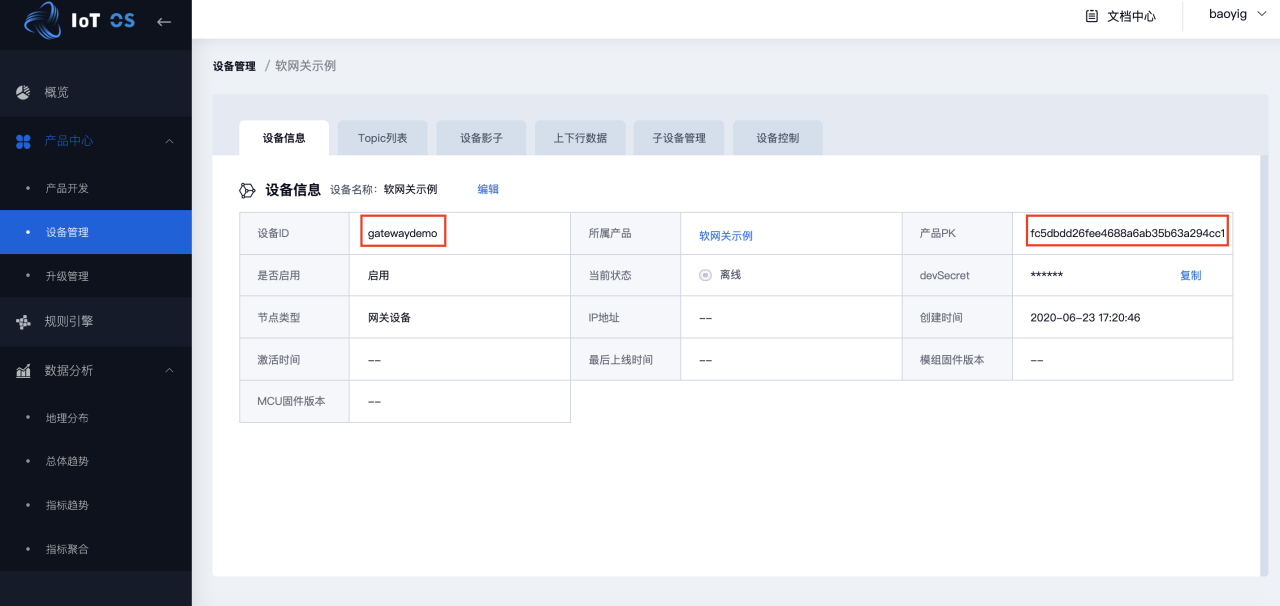 IoT OS
文档中心
baoyig
概览
产品中心
产品开发
设备管理
升级管理
规则引擎
数据分析
地理分布
总体趋势
指标趋势
指标聚合
设备管理 / 软网关示例
设备信息 Topic列表 设备影子 上下行数据 子设备管理 设备控制
设备信息 设备名称: 软网关示例 编辑
设备ID gatewaydemo 所属产品 软网关示例 产品PK fc5dbdd26fee4688a6ab35b63a294cc1
是否启用 启用 当前状态 离线 devSecret ****** 复制
节点类型 网关设备 IP地址 -- 创建时间 2020-06-23 17:20:46
激活时间 -- 最后上线时间 -- 模组固件版本 --
MCU固件版本 --